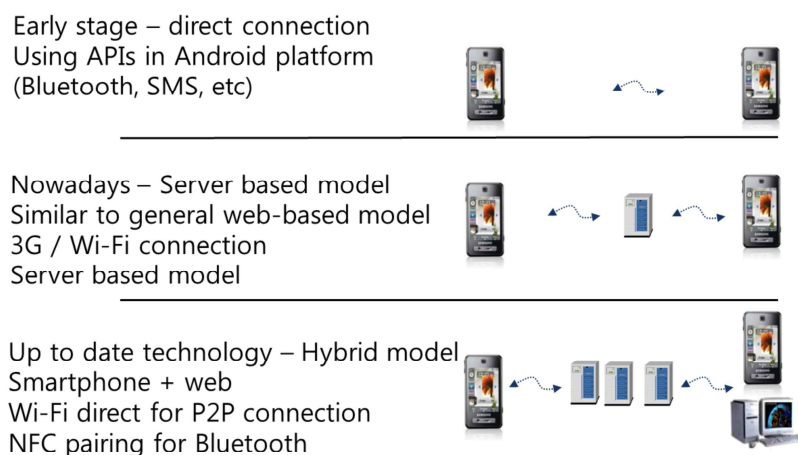 Early stage – direct connection
Using APIs in Android platform
(Bluetooth, SMS, etc)
Nowadays – Server based model
Similar to general web-based model
3G / Wi-Fi connection
Server based model
Up to date technology – Hybrid model
Smartphone + web
Wi-Fi direct for P2P connection
NFC pairing for Bluetooth